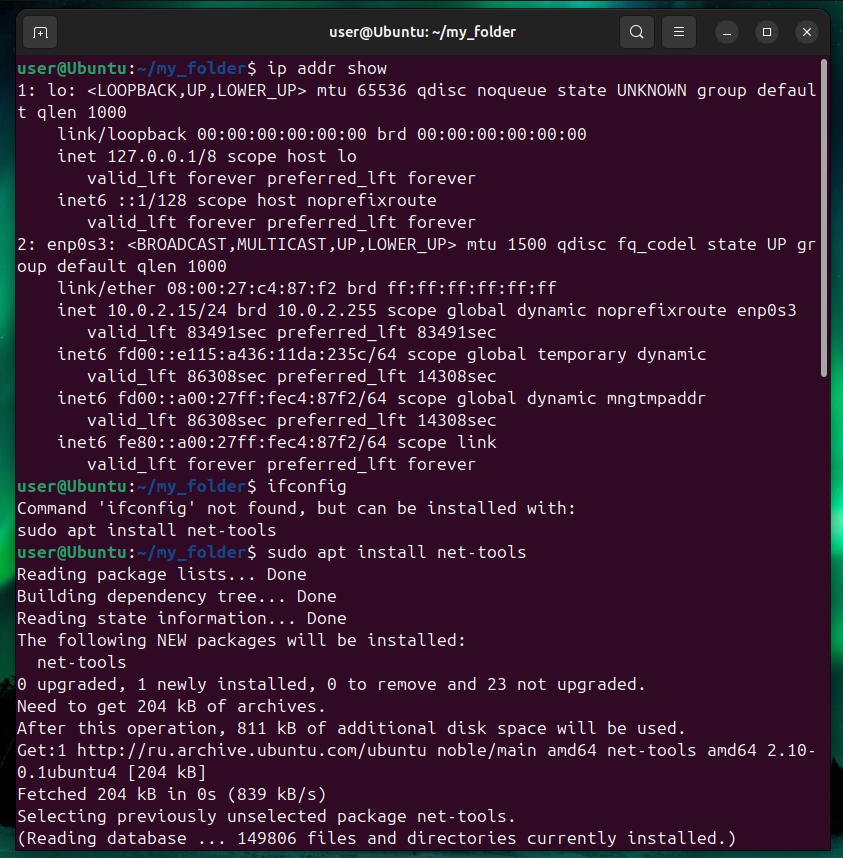 user@Ubuntu: ~/my_folder
user@Ubuntu:~/my_folder$ ip addr show
1: lo: <LOOPBACK,UP,LOWER_UP> mtu 65536 qdisc noqueue state UNKNOWN group defaul
t qlen 1000
    link/loopback 00:00:00:00:00:00 brd 00:00:00:00:00:00
    inet 127.0.0.1/8 scope host lo
       valid_lft forever preferred_lft forever
    inet6 ::1/128 scope host noprefixroute
       valid_lft forever preferred_lft forever
2: enp0s3: <BROADCAST,MULTICAST,UP,LOWER_UP> mtu 1500 qdisc fq_codel state UP gr
oup default qlen 1000
    link/ether 08:00:27:c4:87:f2 brd ff:ff:ff:ff:ff:ff
    inet 10.0.2.15/24 brd 10.0.2.255 scope global dynamic noprefixroute enp0s3
       valid_lft 83491sec preferred_lft 83491sec
    inet6 fd00::e115:a436:11da:235c/64 scope global temporary dynamic
       valid_lft 86308sec preferred_lft 14308sec
    inet6 fd00::a00:27ff:fec4:87f2/64 scope global dynamic mngtmpaddr
       valid_lft 86308sec preferred_lft 14308sec
    inet6 fe80::a00:27ff:fec4:87f2/64 scope link
       valid_lft forever preferred_lft forever
user@Ubuntu:~/my_folder$ ifconfig
Command 'ifconfig' not found, but can be installed with:
sudo apt install net-tools
user@Ubuntu:~/my_folder$ sudo apt install net-tools
Reading package lists... Done
Building dependency tree... Done
Reading state information... Done
The following NEW packages will be installed:
  net-tools
0 upgraded, 1 newly installed, 0 to remove and 23 not upgraded.
Need to get 204 kB of archives.
After this operation, 811 kB of additional disk space will be used.
Get:1 http://ru.archive.ubuntu.com/ubuntu noble/main amd64 net-tools amd64 2.10-
0.1ubuntu4 [204 kB]
Fetched 204 kB in 0s (839 kB/s)
Selecting previously unselected package net-tools.
(Reading database ... 149806 files and directories currently installed.)